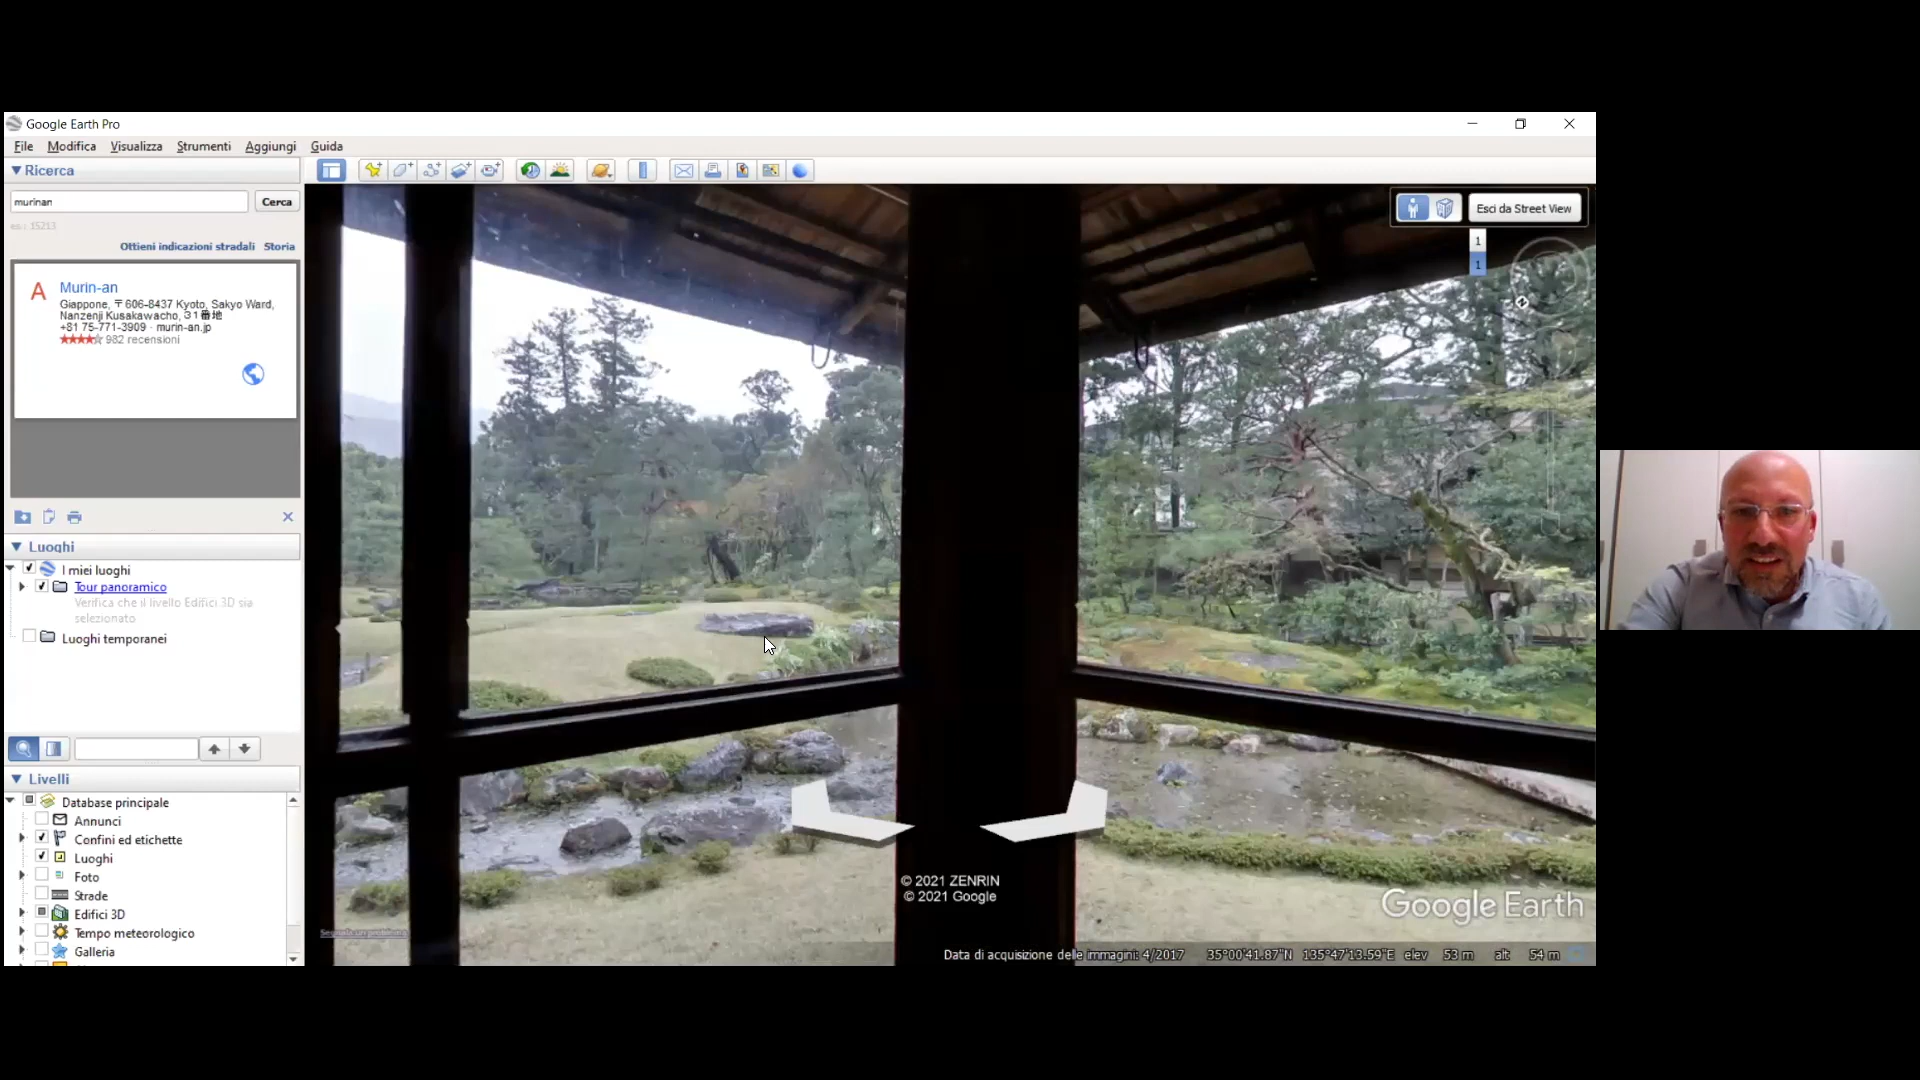 Google Earth Pro
File Modifica Visualizza Strumenti Aggiungi Guida
Ricerca
murinan
Cerca
es.: 15213
Ottieni indicazioni stradali Storia
A
Murin-an
Giappone, 〒606-8437 Kyoto, Sakyo Ward,
Nanzenji Kusakawacho, 31番地
+81 75-771-3909 · murin-an.jp
982 recensioni
Luoghi
I miei luoghi
Tour panoramico
Verifica che il livello Edifici 3D sia
selezionato
Luoghi temporanei
Livelli
Database principale
Annunci
Confini ed etichette
Luoghi
Foto
Strade
Edifici 3D
Tempo meteorologico
Galleria
Esci da Street View
1
1
© 2021 ZENRIN
© 2021 Google
Google Earth
Segnala un problema
Data di acquisizione delle immagini: 4/2017 35°00'41.87"N 135°47'13.59"E elev 53 m alt 54 m